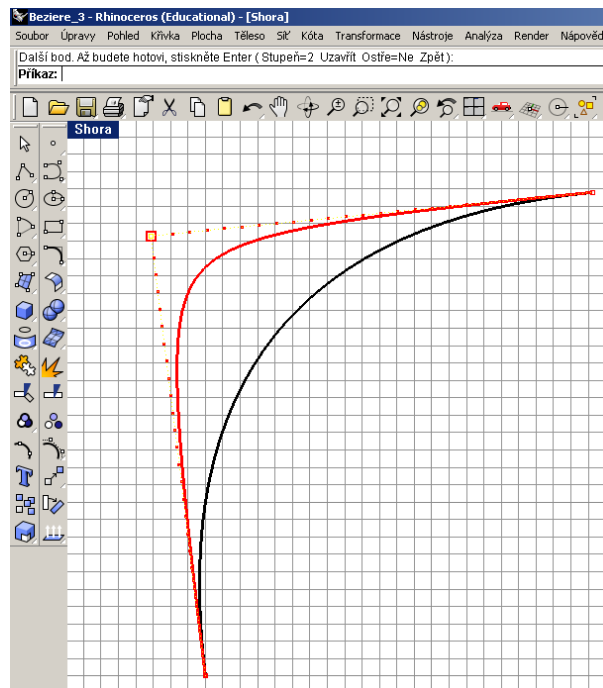 Beziere_3 - Rhinoceros (Educational) - [Shora]
Soubor Úpravy Pohled Křivka Plocha Těleso Síť Kóta Transformace Nástroje Analýza Render Nápověd
Další bod. Až budete hotovi, stiskněte Enter ( Stupeň=2 Uzavřít Ostře=Ne Zpět ):
Příkaz:
Shora